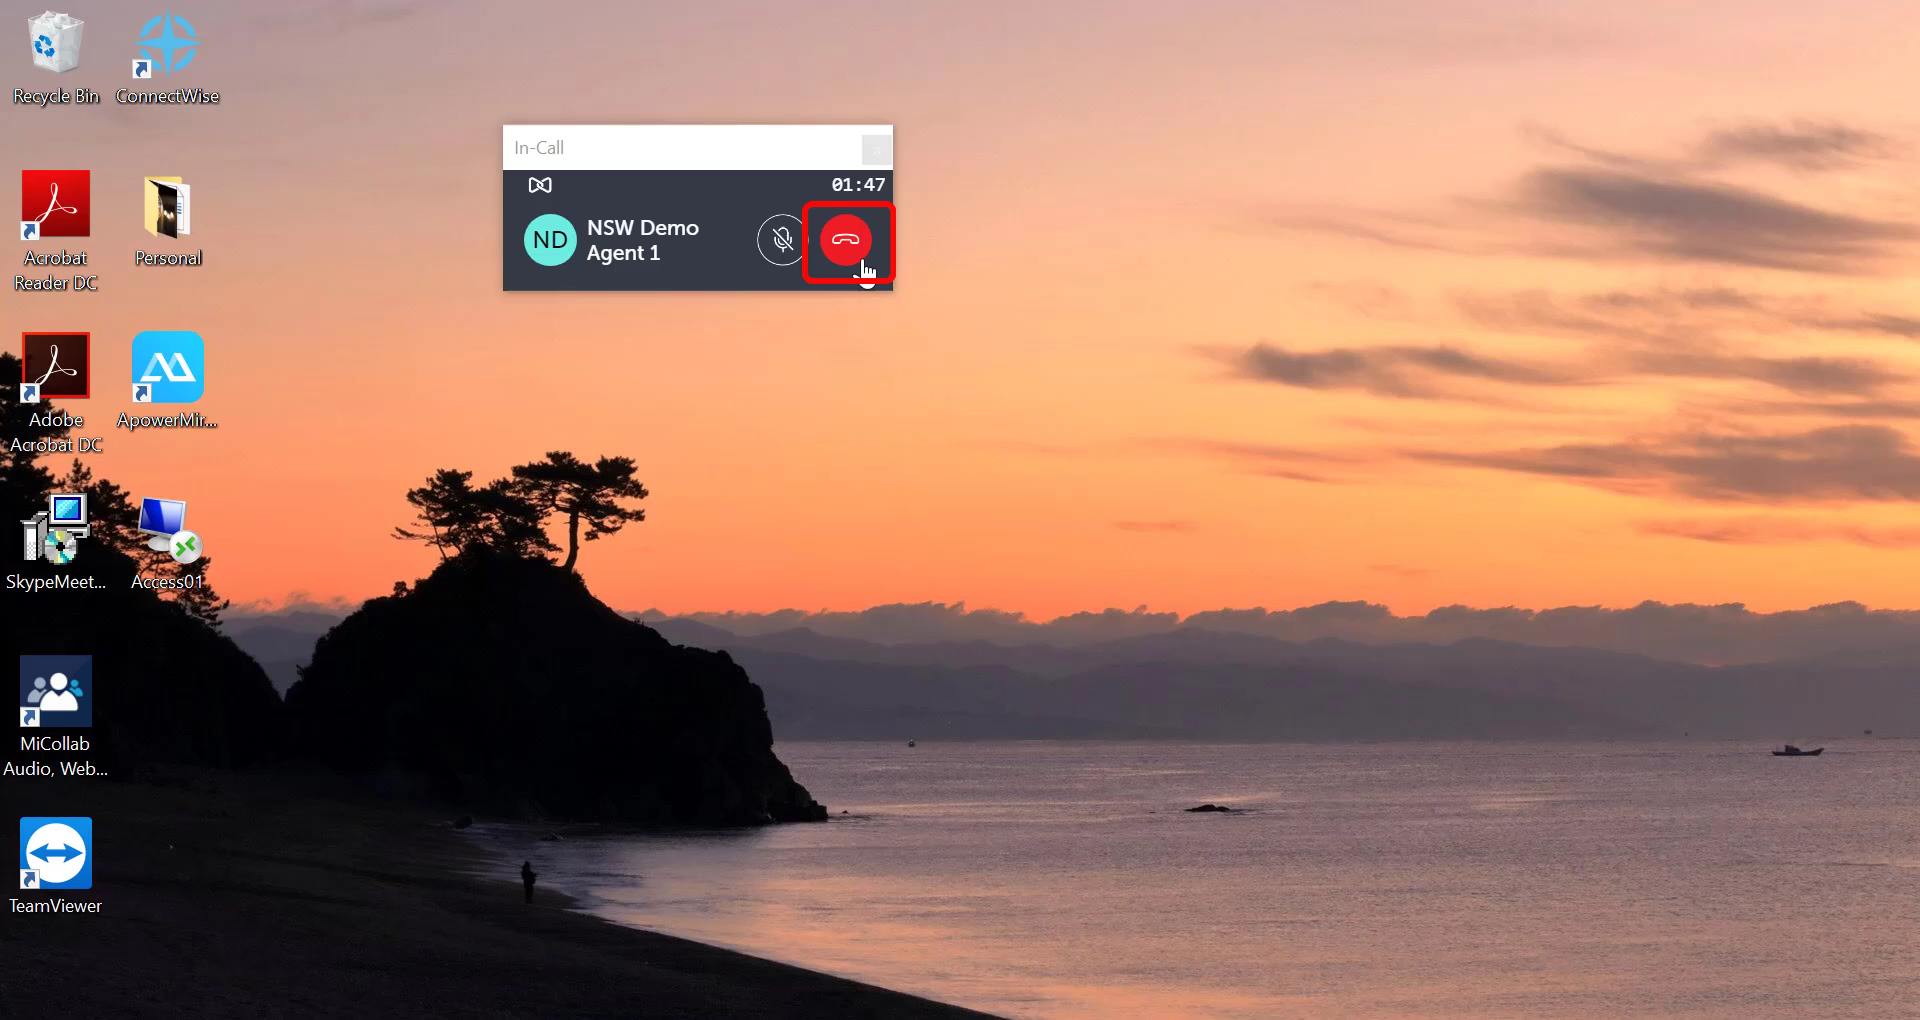 Recycle Bin
ConnectWise
In-Call
01:47
ND
NSW Demo
Agent 1
Acrobat
Reader DC
Personal
Adobe
Acrobat DC
ApowerMir...
SkypeMeet...
Access01
MiCollab
Audio, Web...
TeamViewer